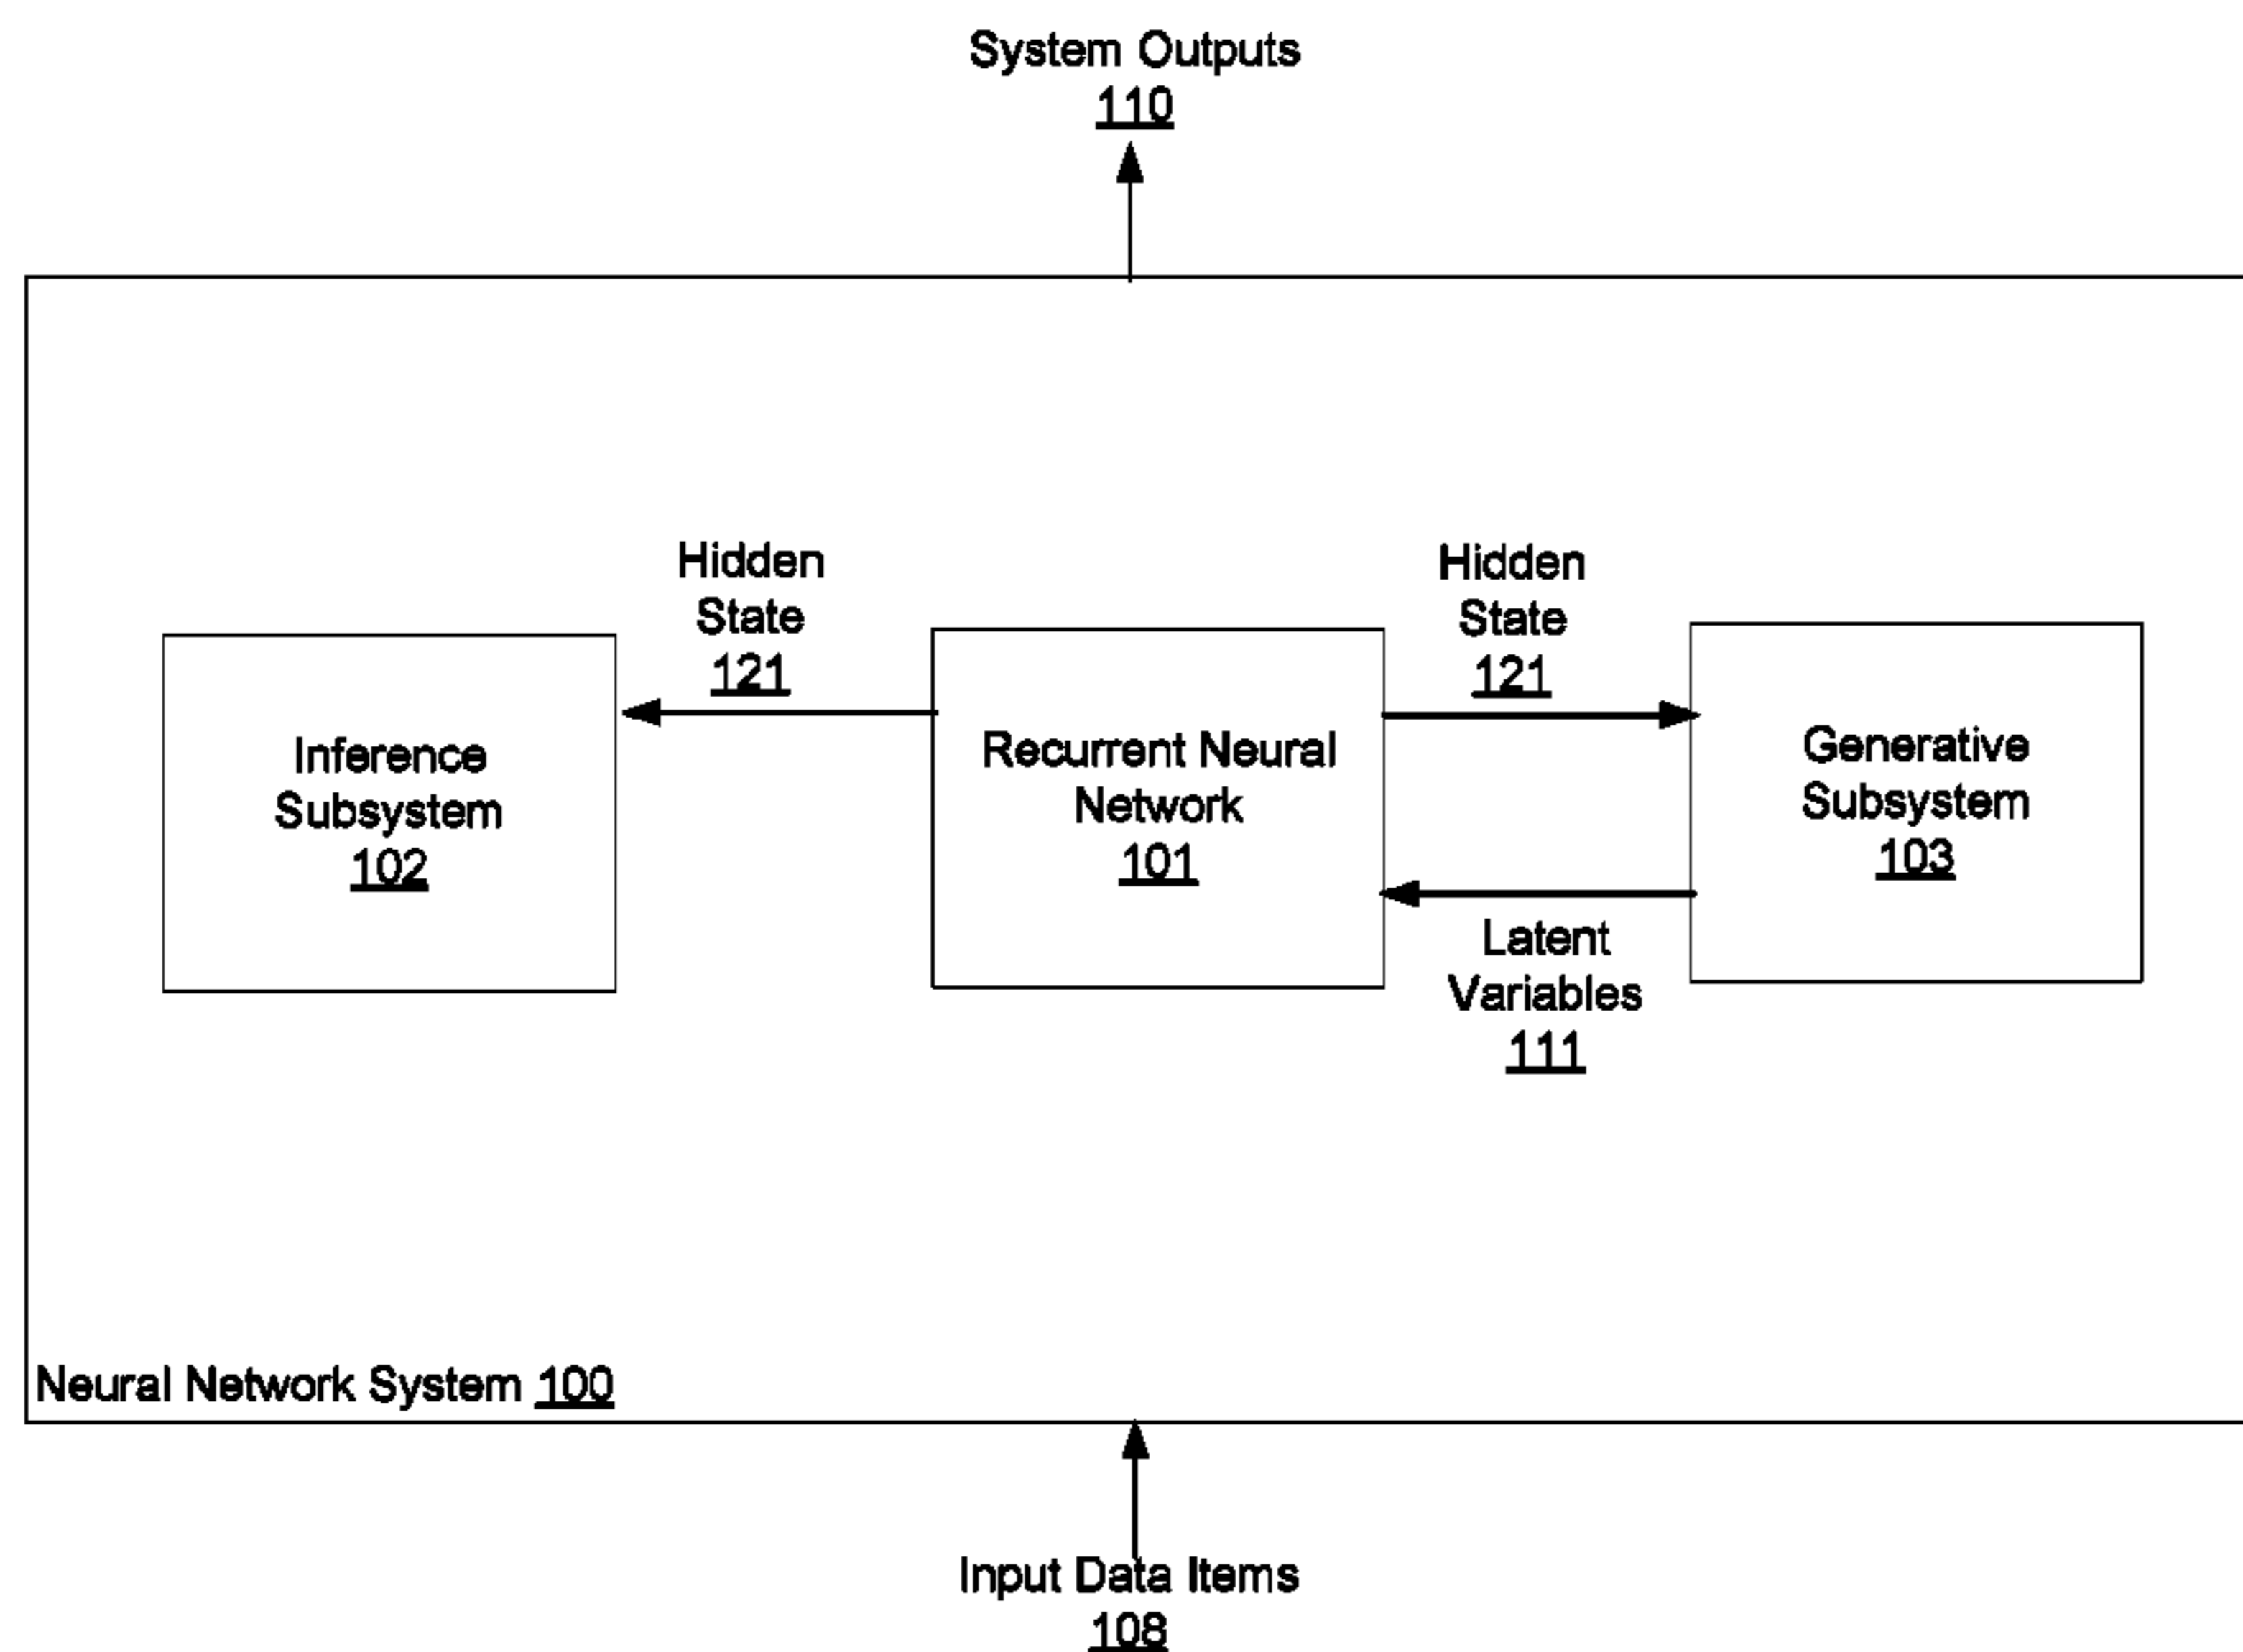 System Outputs
110
Hidden
State
121
Hidden
State
121
Inference
Subsystem
102
Recurrent Neural
Network
101
Generative
Subsystem
103
Latent
Variables
111
Neural Network System 100
Input Data Items
108